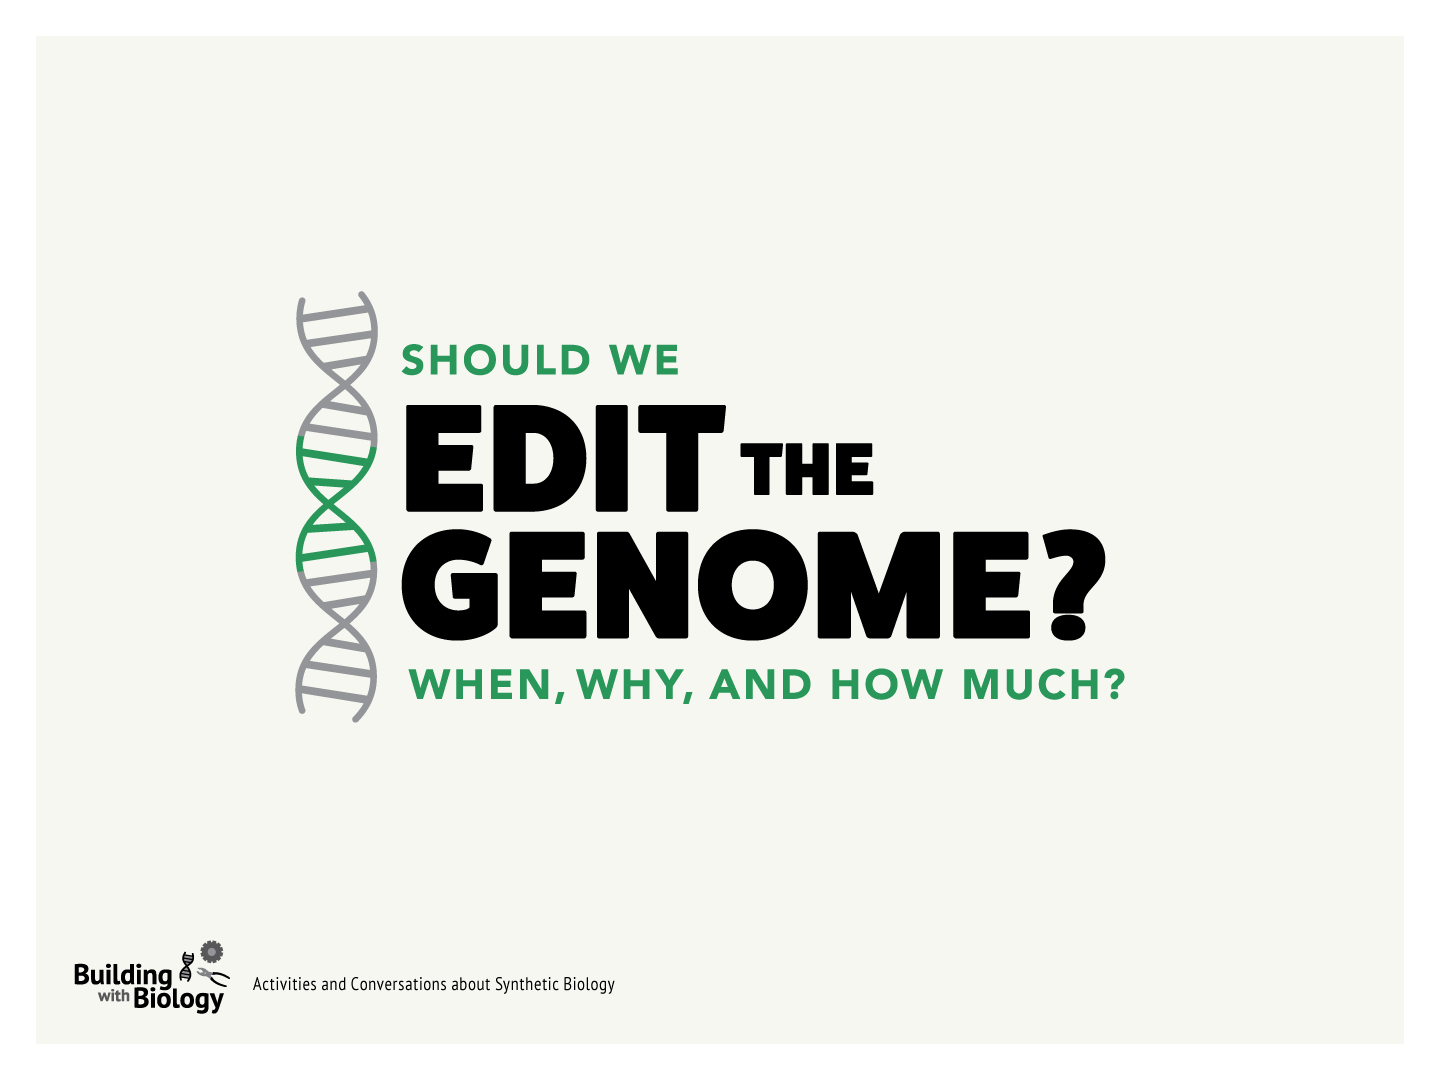 SHOULD WE
EDIT THE
GENOME?
WHEN, WHY, AND HOW MUCH?
Building
with Biology
Activities and Conversations about Synthetic Biology